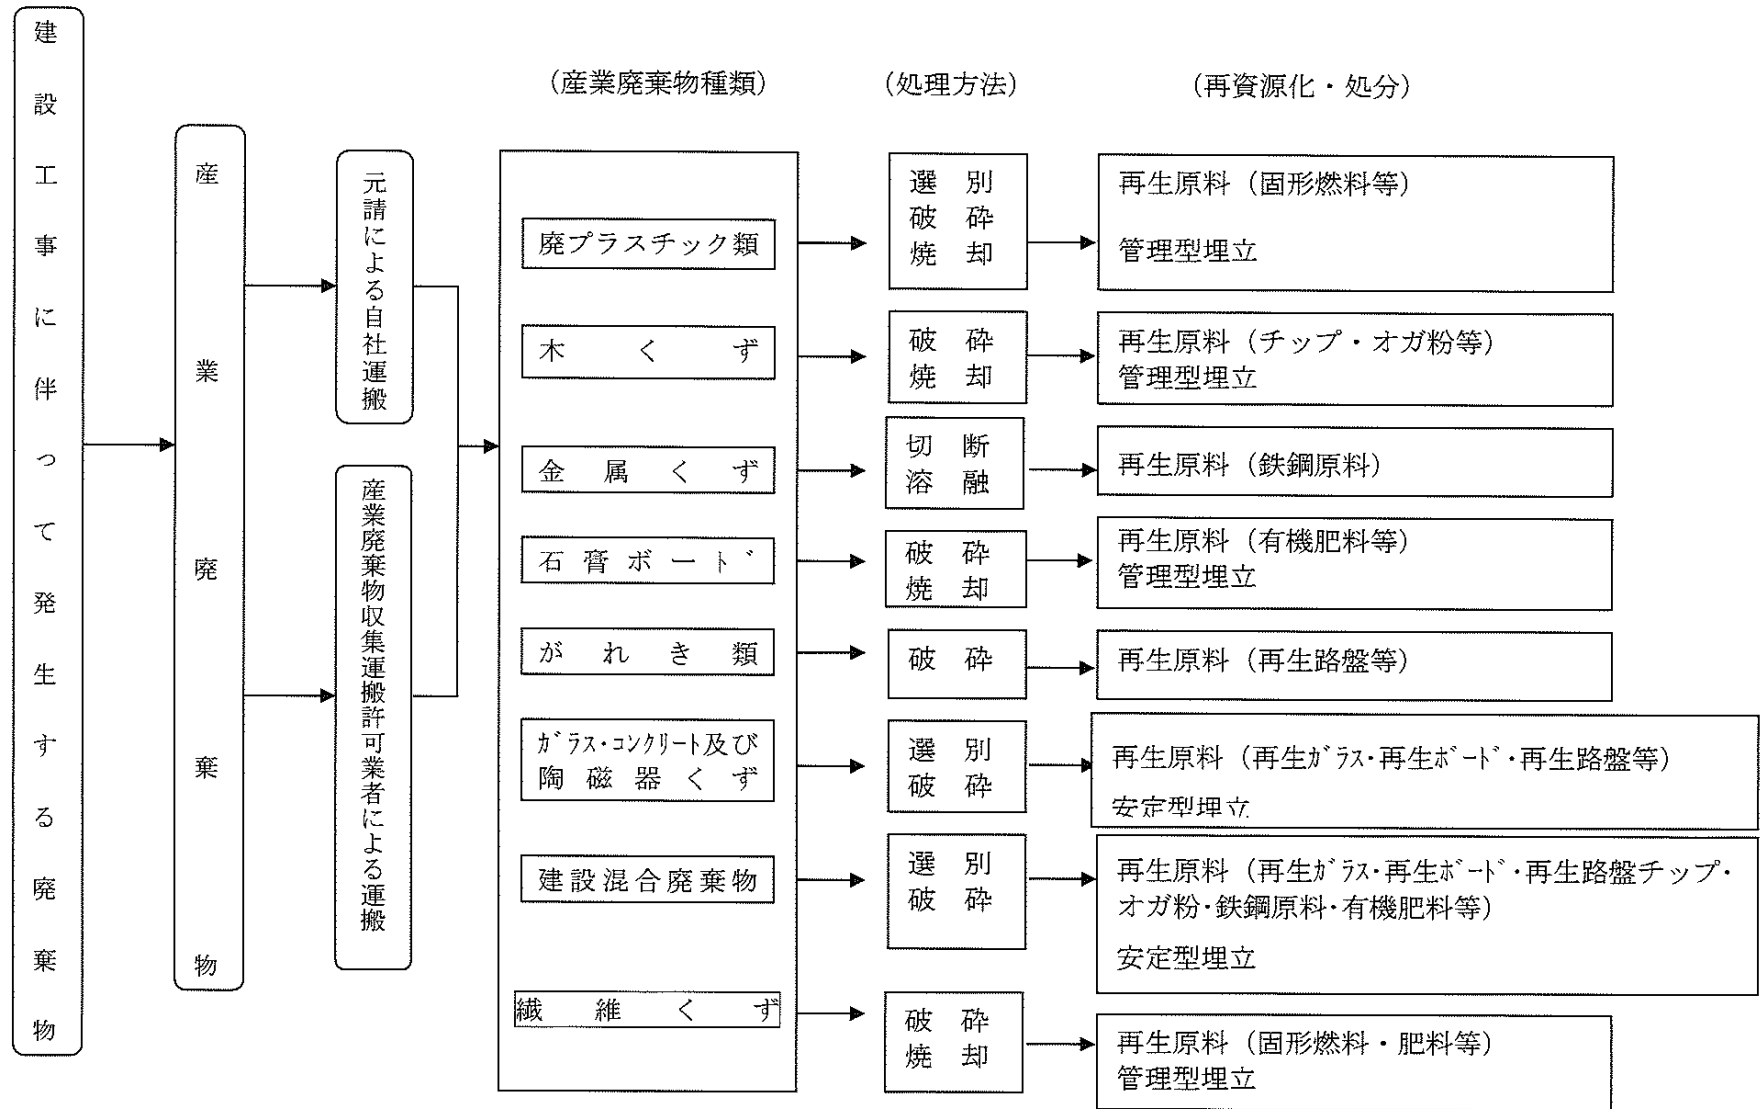 建設工事に伴って発生する廃棄物
産業廃棄物
元請による自社運搬
産業廃棄物収集運搬許可業者による運搬
(産業廃棄物種類)
(処理方法)
(再資源化・処分)
廃プラスチック類
選別
破砕
焼却
再生原料(固形燃料等)
管理型埋立
木くず
破砕
焼却
再生原料(チップ・オガ粉等)
管理型埋立
金属くず
切断
溶融
再生原料(鉄鋼原料)
石膏ボード
破砕
焼却
再生原料(有機肥料等)
管理型埋立
がれき類
破砕
再生原料(再生路盤等)
ガラス・コンクリート及び
陶磁器くず
選別
破砕
再生原料(再生ガラス・再生ボード・再生路盤等)
安定型埋立
建設混合廃棄物
選別
破砕
再生原料(再生ガラス・再生ボード・再生路盤チップ・
オガ粉・鉄鋼原料・有機肥料等)
安定型埋立
繊維くず
破砕
焼却
再生原料(固形燃料・肥料等)
管理型埋立